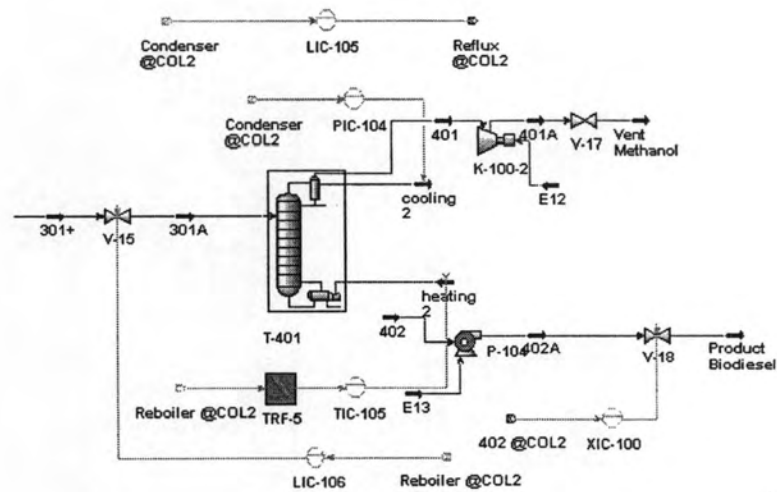 Condenser
@COL2
LIC-105
Reflux
@COL2
Condenser
@COL2
PIC-104
401
401A
V-17
Vent
Methanol
K-100-2
E12
cooling
2
301+
V-15
301A
T-401
heating
2
402
P-104
402A
V-18
Product
Biodiesel
Reboiler @COL2
TRF-5
TIC-105
E13
402 @COL2
XIC-100
LIC-106
Reboiler @COL2